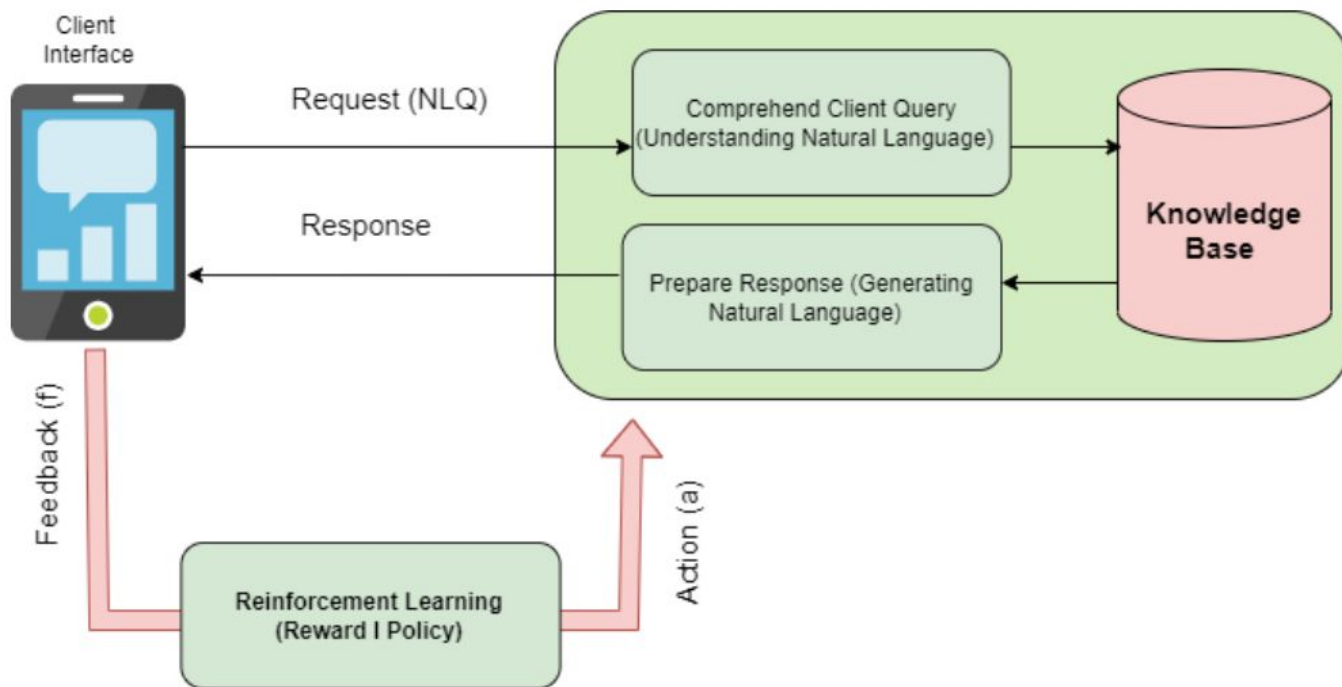 Client
Interface
Request (NLQ)
Comprehend Client Query
(Understanding Natural Language)
Knowledge
Base
Response
Prepare Response (Generating
Natural Language)
Feedback (f)
Action (a)
Reinforcement Learning
(Reward I Policy)